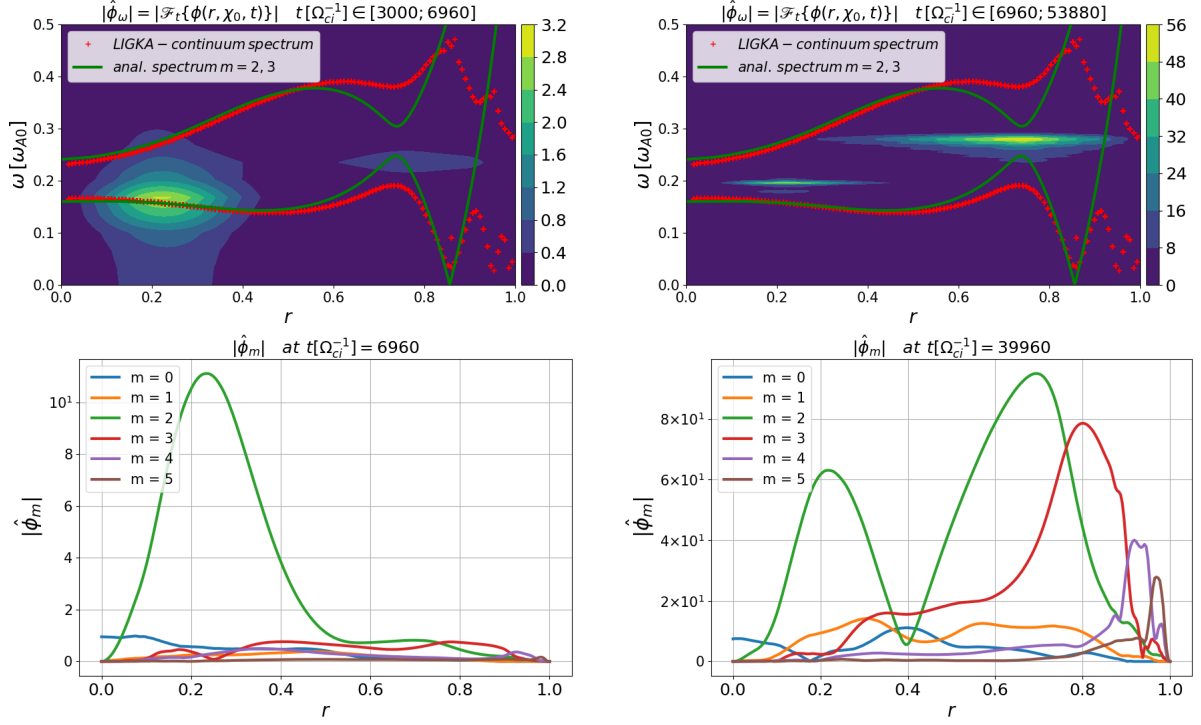 |ϕ̂_ω| = |ℱ_t{ϕ(r, χ_0, t)}| t[Ω_ci^-1] ∈ [3000; 6960]
0.5
0.4
0.3
0.2
0.1
0.0
ω [ω_A0]
LIGKA − continuum spectrum
anal. spectrum m = 2, 3
0.0 0.2 0.4 0.6 0.8 1.0
r
3.2
2.8
2.4
2.0
1.6
1.2
0.8
0.4
0.0
|ϕ̂_ω| = |ℱ_t{ϕ(r, χ_0, t)}| t[Ω_ci^-1] ∈ [6960; 53880]
0.5
0.4
0.3
0.2
0.1
0.0
ω [ω_A0]
LIGKA − continuum spectrum
anal. spectrum m = 2, 3
0.0 0.2 0.4 0.6 0.8 1.0
r
56
48
40
32
24
16
8
0
|ϕ̂_m| at t[Ω_ci^-1] = 6960
10^1
8
6
4
2
0
|ϕ̂_m|
m = 0
m = 1
m = 2
m = 3
m = 4
m = 5
0.0 0.2 0.4 0.6 0.8 1.0
r
|ϕ̂_m| at t[Ω_ci^-1] = 39960
8×10^1
6×10^1
4×10^1
2×10^1
0
|ϕ̂_m|
m = 0
m = 1
m = 2
m = 3
m = 4
m = 5
0.0 0.2 0.4 0.6 0.8 1.0
r